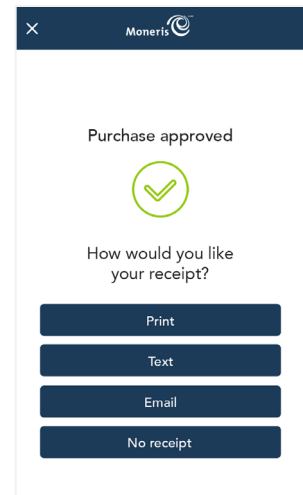 Moneris
Purchase approved
How would you like
your receipt?
Print
Text
Email
No receipt